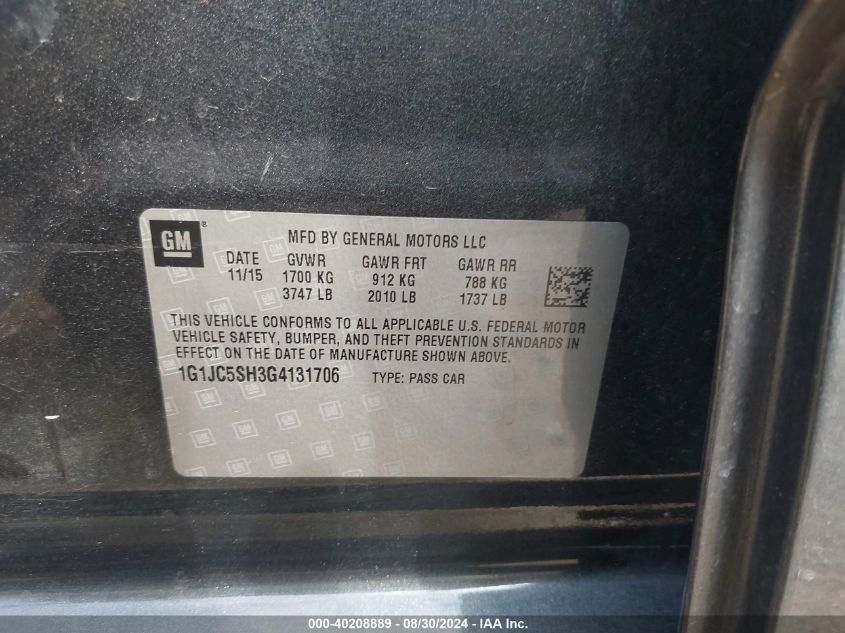 GM ®
MFD BY GENERAL MOTORS LLC
DATE GVWR GAWR FRT GAWR RR
11/15 1700 KG 912 KG 788 KG
3747 LB 2010 LB 1737 LB
THIS VEHICLE CONFORMS TO ALL APPLICABLE U.S. FEDERAL MOTOR
VEHICLE SAFETY, BUMPER, AND THEFT PREVENTION STANDARDS IN
EFFECT ON THE DATE OF MANUFACTURE SHOWN ABOVE.
1G1JC5SH3G4131706 TYPE: PASS CAR
000-40208889 - 08/30/2024 - IAA Inc.